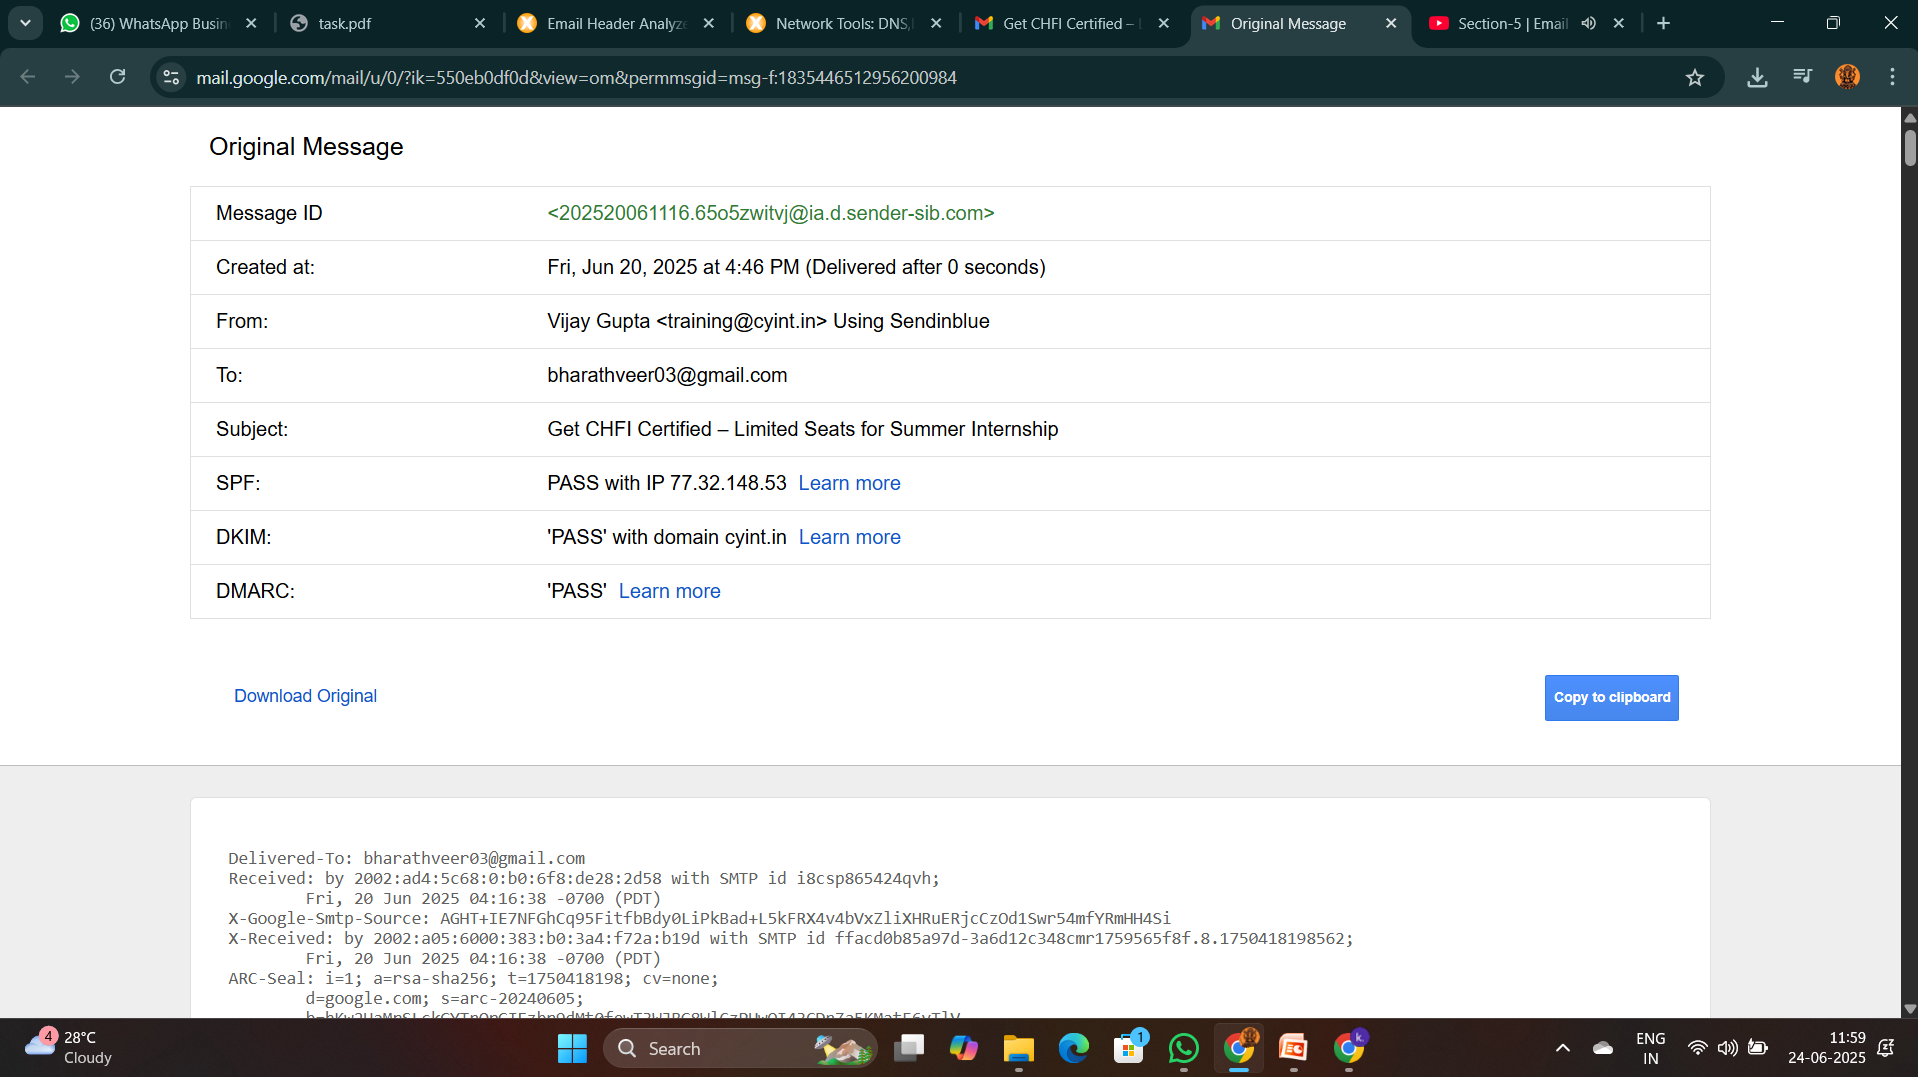 (36) WhatsApp Busin
task.pdf
Email Header Analyze
Network Tools: DNS,
Get CHFI Certified –
Original Message
Section-5 | Email
mail.google.com/mail/u/0/?ik=550eb0df0d&view=om&permmsgid=msg-f:1835446512956200984
Original Message
Message ID <202520061116.65o5zwitvj@ia.d.sender-sib.com>
Created at: Fri, Jun 20, 2025 at 4:46 PM (Delivered after 0 seconds)
From: Vijay Gupta <training@cyint.in> Using Sendinblue
To: bharathveer03@gmail.com
Subject: Get CHFI Certified – Limited Seats for Summer Internship
SPF: PASS with IP 77.32.148.53 Learn more
DKIM: 'PASS' with domain cyint.in Learn more
DMARC: 'PASS' Learn more
Download Original
Copy to clipboard
Delivered-To: bharathveer03@gmail.com
Received: by 2002:ad4:5c68:0:b0:6f8:de28:2d58 with SMTP id i8csp865424qvh;
Fri, 20 Jun 2025 04:16:38 -0700 (PDT)
X-Google-Smtp-Source: AGHT+IE7NFGhCq95FitfbBdy0LiPkBad+L5kFRX4v4bVxZliXHRuERjcCzOd1Swr54mfYRmHH4Si
X-Received: by 2002:a05:6000:383:b0:3a4:f72a:b19d with SMTP id ffacd0b85a97d-3a6d12c348cmr1759565f8f.8.1750418198562;
Fri, 20 Jun 2025 04:16:38 -0700 (PDT)
ARC-Seal: i=1; a=rsa-sha256; t=1750418198; cv=none;
d=google.com; s=arc-20240605;
4
28°C
Cloudy
Search
1
k.
ENG
IN
11:59
24-06-2025